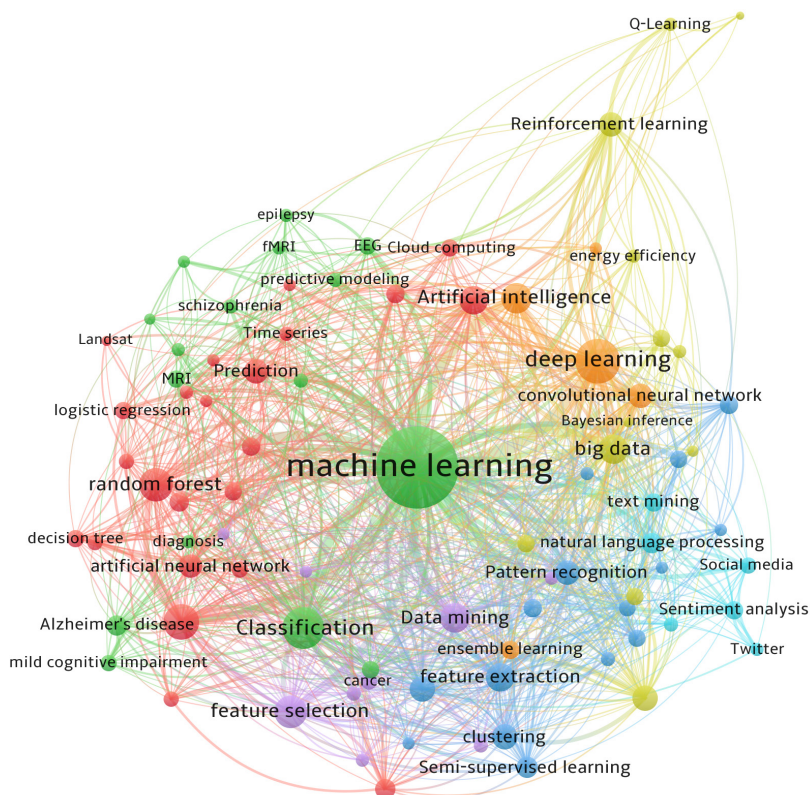 Q-Learning
Reinforcement learning
epilepsy
fMRI
EEG
Cloud computing
energy efficiency
predictive modeling
Artificial intelligence
schizophrenia
Landsat
Time series
deep learning
Prediction
MRI
convolutional neural network
logistic regression
Bayesian inference
big data
machine learning
random forest
text mining
decision tree
diagnosis
natural language processing
artificial neural network
Pattern recognition
Social media
Sentiment analysis
Alzheimer's disease
Classification
Data mining
Twitter
mild cognitive impairment
ensemble learning
cancer
feature extraction
feature selection
clustering
Semi-supervised learning